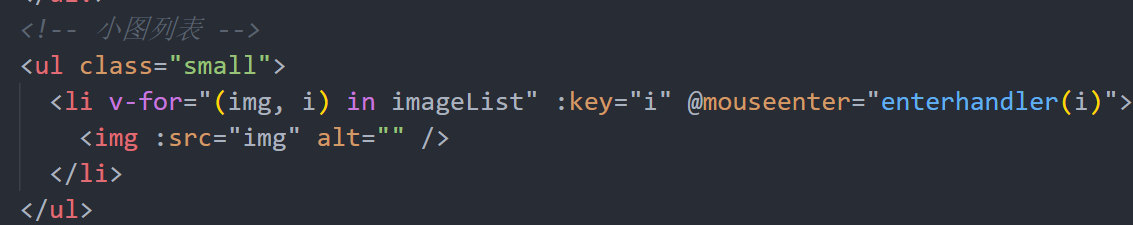 <!-- 小图列表 -->
<ul class="small">
<li v-for="(img, i) in imageList" :key="i" @mouseenter="enterhandler(i)">
<img :src="img" alt="" />
</li>
</ul>